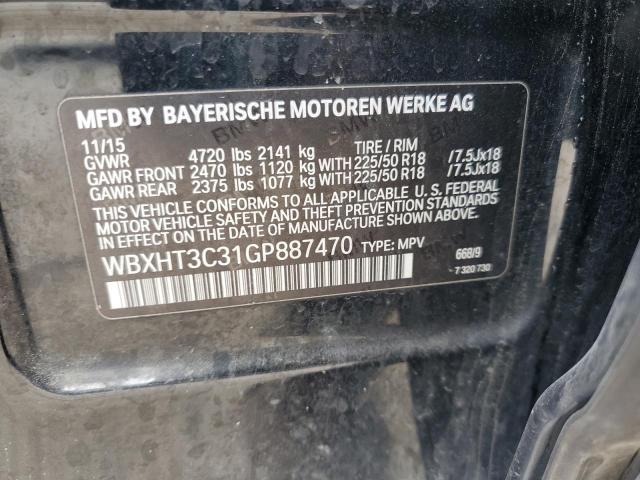 MFD BY BAYERISCHE MOTOREN WERKE AG
11/15 TIRE / RIM
GVWR 4720 lbs 2141 kg
GAWR FRONT 2470 lbs 1120 kg WITH 225/50 R18 /7.5Jx18
GAWR REAR 2375 lbs 1077 kg WITH 225/50 R18 /7.5Jx18
THIS VEHICLE CONFORMS TO ALL APPLICABLE U.S. FEDERAL
MOTOR VEHICLE SAFETY AND THEFT PREVENTION STANDARDS
IN EFFECT ON THE DATE OF MANUFACTURE SHOWN ABOVE.
WBXHT3C31GP887470 TYPE: MPV 668/9
7 320 730